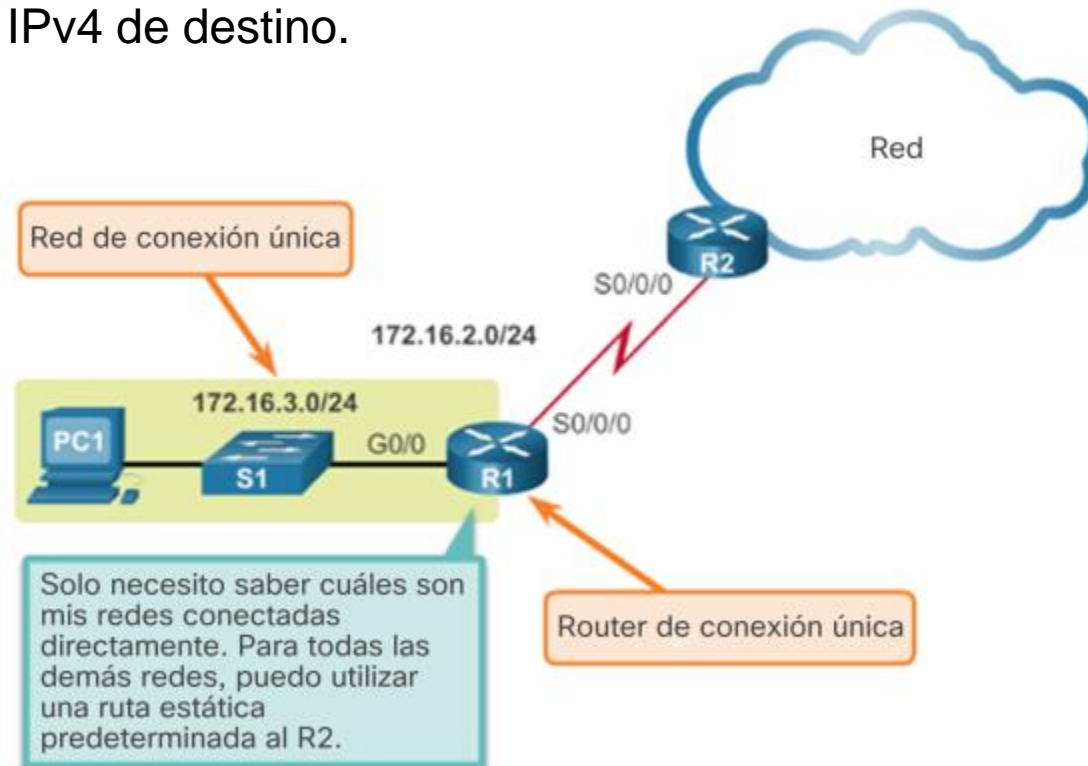 IPv4 de destino.
Red
Red de conexión única
R2
S0/0/0
172.16.2.0/24
172.16.3.0/24
S0/0/0
PC1
G0/0
S1
R1
Solo necesito saber cuáles son
mis redes conectadas
directamente. Para todas las
demás redes, puedo utilizar
una ruta estática
predeterminada al R2.
Router de conexión única